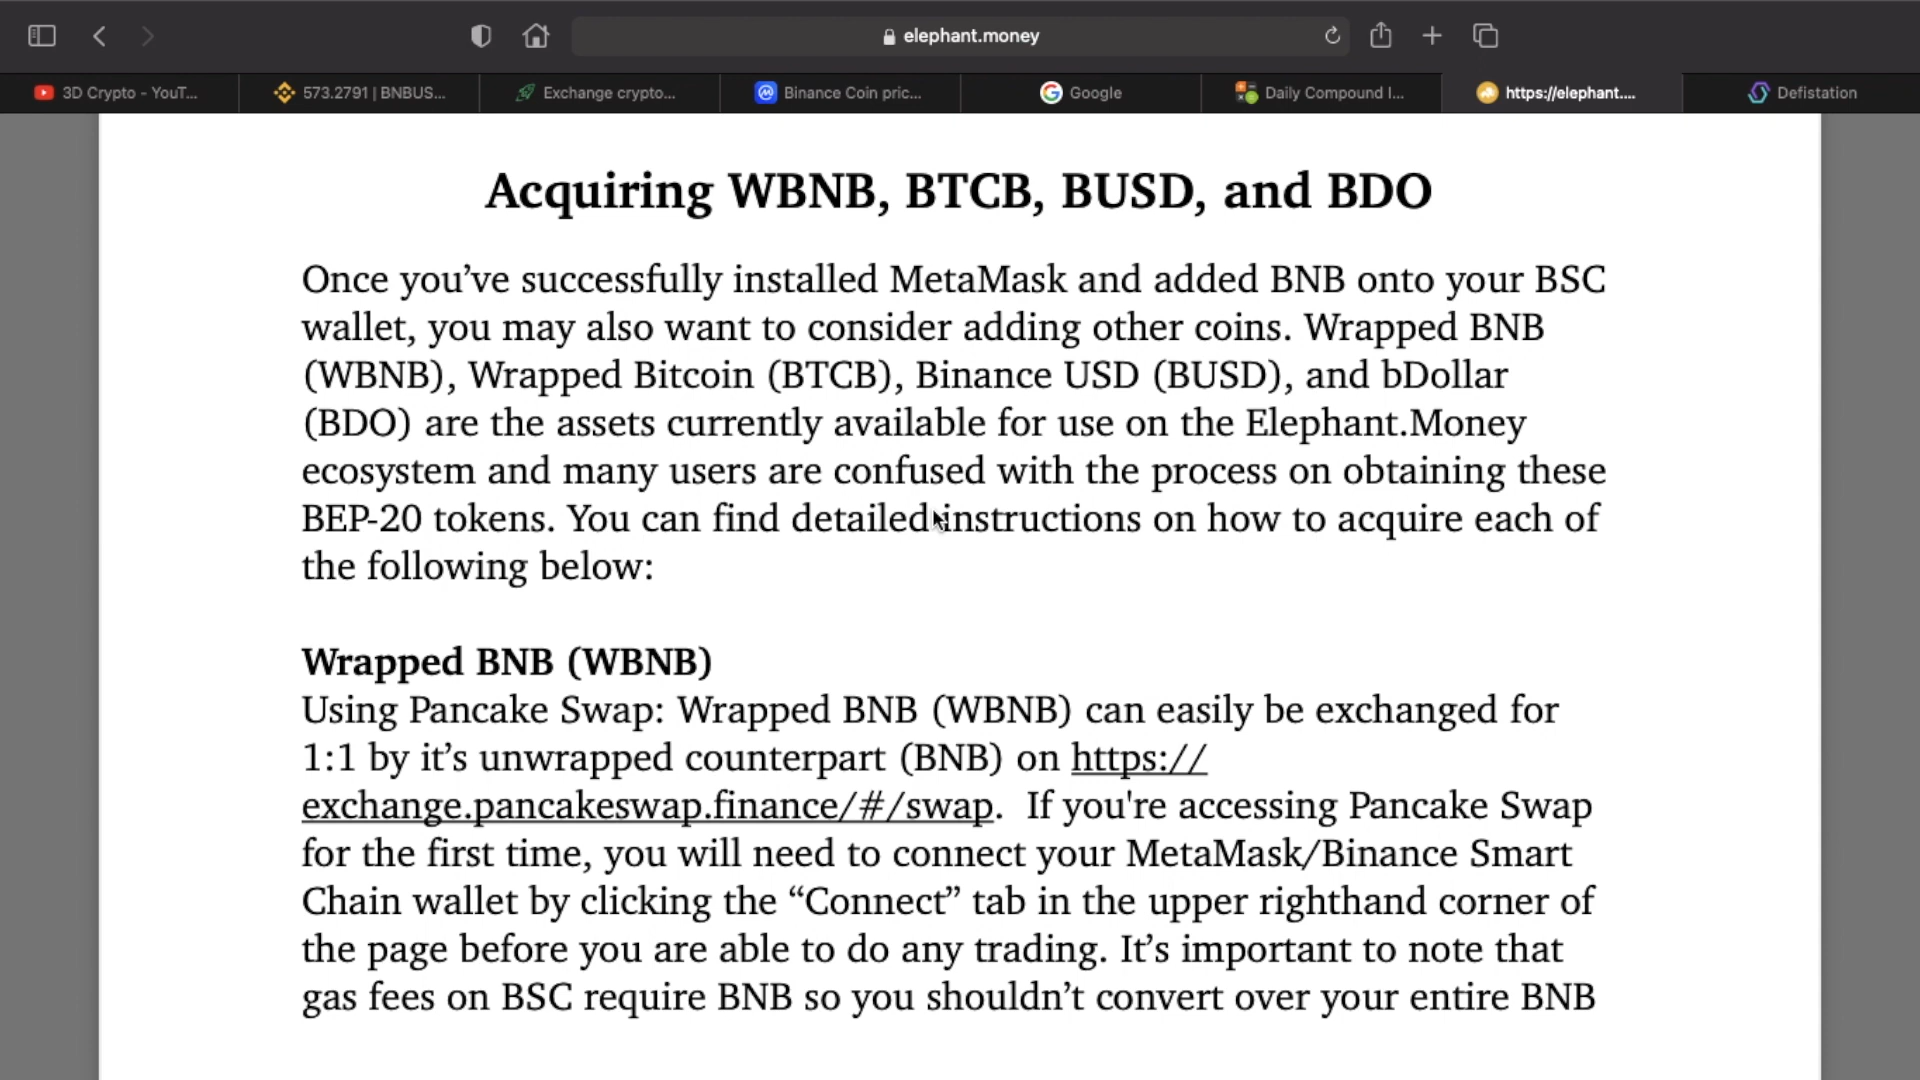 elephant.money
3D Crypto - YouT...
573.2791 | BNBUS...
Exchange crypto...
Binance Coin pric...
Google
Daily Compound I...
https://elephant....
Defistation
Acquiring WBNB, BTCB, BUSD, and BDO
Once you’ve successfully installed MetaMask and added BNB onto your BSC
wallet, you may also want to consider adding other coins. Wrapped BNB
(WBNB), Wrapped Bitcoin (BTCB), Binance USD (BUSD), and bDollar
(BDO) are the assets currently available for use on the Elephant.Money
ecosystem and many users are confused with the process on obtaining these
BEP-20 tokens. You can find detailed instructions on how to acquire each of
the following below:
Wrapped BNB (WBNB)
Using Pancake Swap: Wrapped BNB (WBNB) can easily be exchanged for
1:1 by it’s unwrapped counterpart (BNB) on https://
exchange.pancakeswap.finance/#/swap. If you're accessing Pancake Swap
for the first time, you will need to connect your MetaMask/Binance Smart
Chain wallet by clicking the “Connect” tab in the upper righthand corner of
the page before you are able to do any trading. It’s important to note that
gas fees on BSC require BNB so you shouldn’t convert over your entire BNB